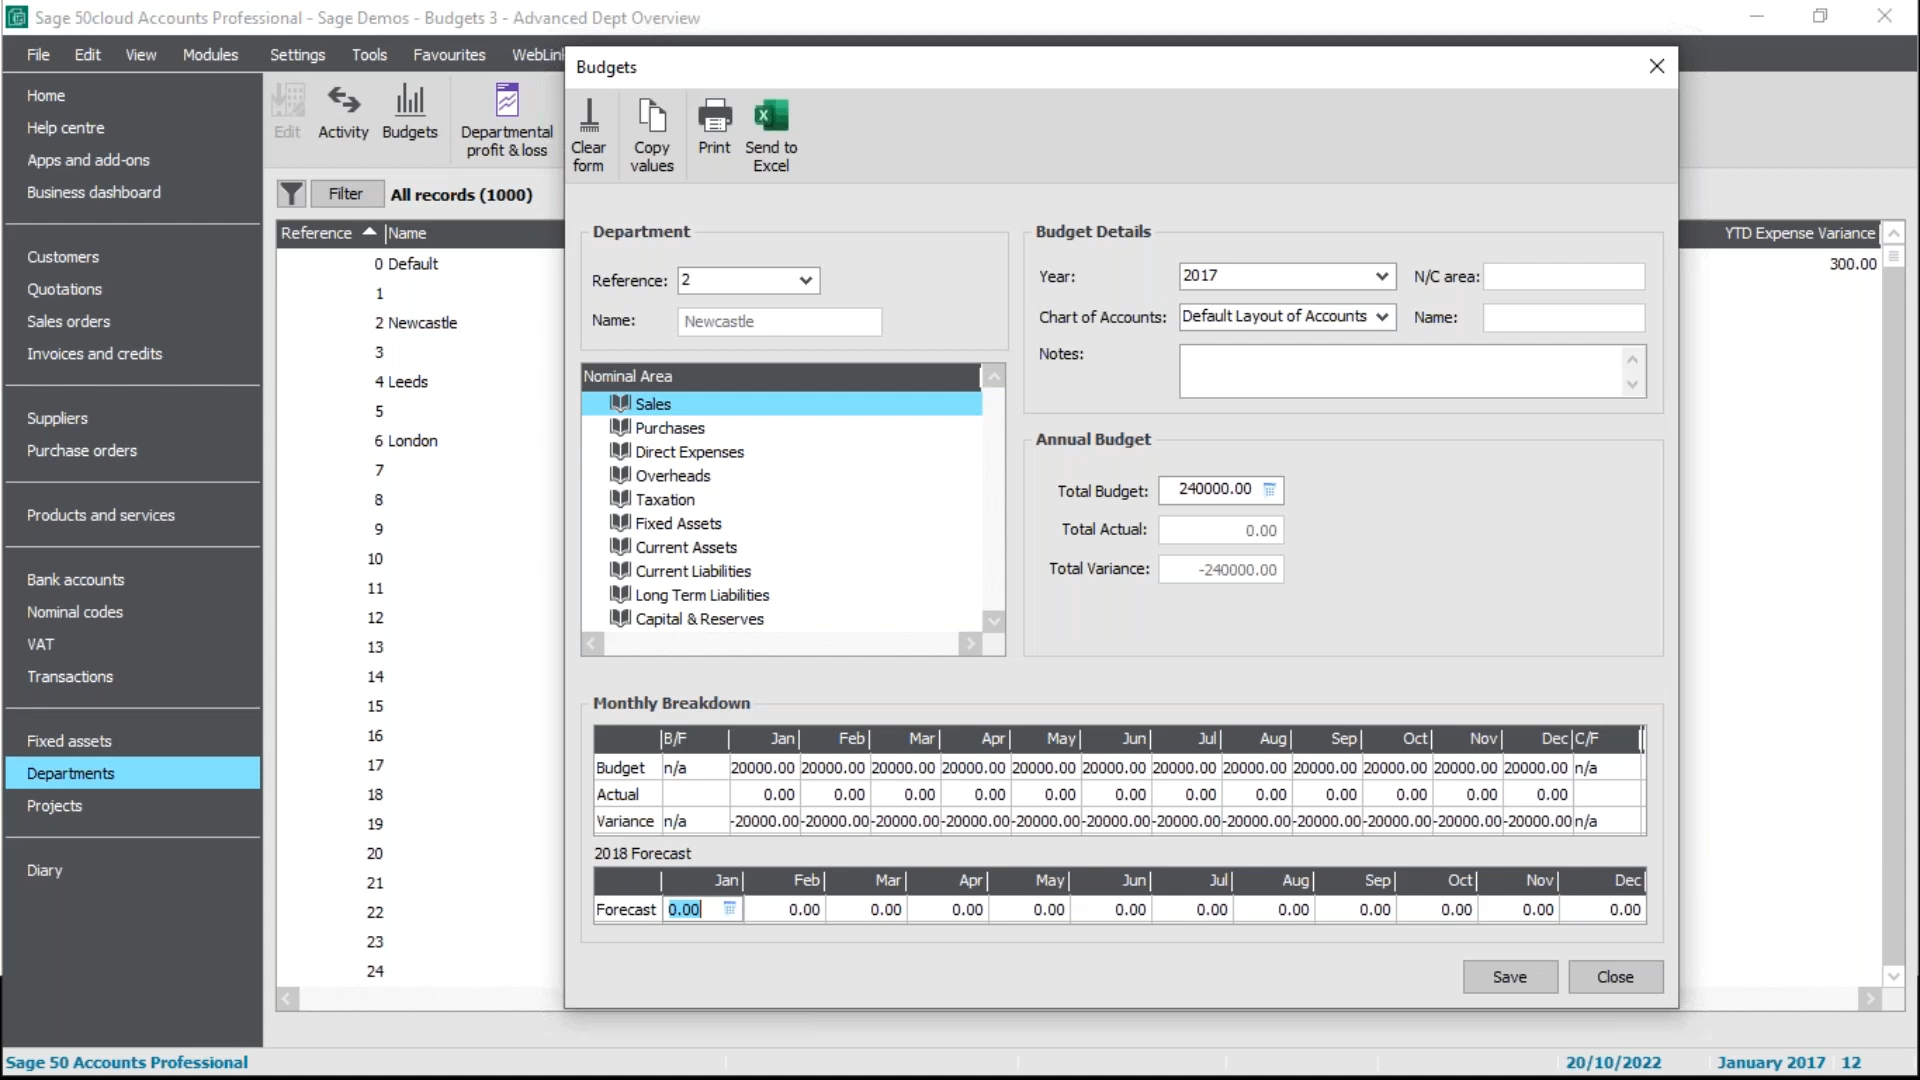 Sage 50cloud Accounts Professional - Sage Demos - Budgets 3 - Advanced Dept Overview
File Edit View Modules Settings Tools Favourites WebLin
Home
Help centre
Apps and add-ons
Business dashboard
Customers
Quotations
Sales orders
Invoices and credits
Suppliers
Purchase orders
Products and services
Bank accounts
Nominal codes
VAT
Transactions
Fixed assets
Departments
Projects
Diary
Edit Activity Budgets Departmental
profit & loss
Filter All records (1000)
Reference Name
0 Default
1
2 Newcastle
3
4 Leeds
5
6 London
7
8
9
10
11
12
13
14
15
16
17
18
19
20
21
22
23
24
YTD Expense Variance
300.00
Budgets
Clear
form
Copy
values
Print
Send to
Excel
Department
Reference: 2
Name: Newcastle
Nominal Area
Sales
Purchases
Direct Expenses
Overheads
Taxation
Fixed Assets
Current Assets
Current Liabilities
Long Term Liabilities
Capital & Reserves
Budget Details
Year: 2017 N/C area:
Chart of Accounts: Default Layout of Accounts Name:
Notes:
Annual Budget
Total Budget: 240000.00
Total Actual: 0.00
Total Variance: -240000.00
Monthly Breakdown
B/F Jan Feb Mar Apr May Jun Jul Aug Sep Oct Nov Dec C/F
Budget n/a 20000.00 20000.00 20000.00 20000.00 20000.00 20000.00 20000.00 20000.00 20000.00 20000.00 20000.00 20000.00 n/a
Actual 0.00 0.00 0.00 0.00 0.00 0.00 0.00 0.00 0.00 0.00 0.00 0.00
Variance n/a -20000.00 -20000.00 -20000.00 -20000.00 -20000.00 -20000.00 -20000.00 -20000.00 -20000.00 -20000.00 -20000.00 -20000.00 n/a
2018 Forecast
Jan Feb Mar Apr May Jun Jul Aug Sep Oct Nov Dec
Forecast 0.00 0.00 0.00 0.00 0.00 0.00 0.00 0.00 0.00 0.00 0.00 0.00
Save Close
Sage 50 Accounts Professional 20/10/2022 January 2017 12